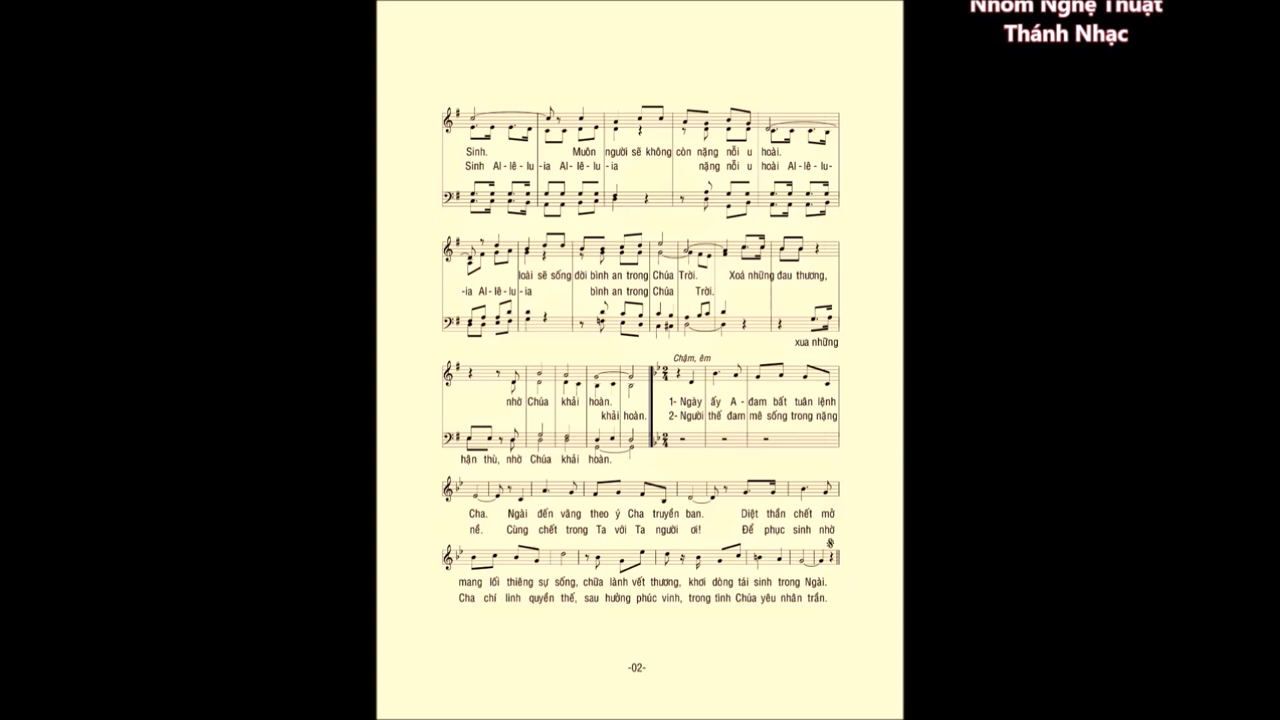 Nhóm Nghệ Thuật
Thánh Nhạc
Sinh. Muôn người sẽ không còn nặng nỗi u hoài.
Sinh Al-lê-lu-ia Al-lê-lu-ia nặng nỗi u hoài Al-lê-lu-
loài sẽ sống đời bình an trong Chúa Trời. Xoá những đau thương,
-ia Al-lê-lu-ia bình an trong Chúa Trời.
xua những
Chậm, êm
nhờ Chúa khải hoàn. 1- Ngày ấy A-đam bất tuân lệnh
khải hoàn. 2- Người thế đam mê sống trong nặng
hận thù, nhờ Chúa khải hoàn.
Cha. Ngài đến vâng theo ý Cha truyền ban. Diệt thần chết mở
nề. Cùng chết trong Ta với Ta người ơi! Để phục sinh nhờ
mang lối thiêng sự sống, chữa lành vết thương, khơi dòng tái sinh trong Ngài.
Cha chí linh quyền thế, sau hưởng phúc vinh, trong tình Chúa yêu nhân trần.
-02-